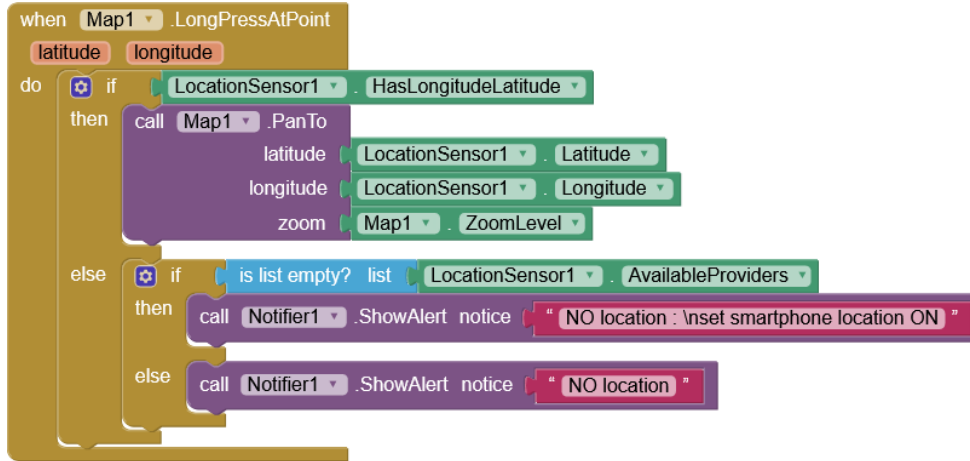 when Map1 .LongPressAtPoint
latitude longitude
do if LocationSensor1 . HasLongitudeLatitude
then call Map1 .PanTo
latitude LocationSensor1 . Latitude
longitude LocationSensor1 . Longitude
zoom Map1 . ZoomLevel
else if is list empty? list LocationSensor1 . AvailableProviders
then call Notifier1 .ShowAlert notice “ NO location : \nset smartphone location ON ”
else call Notifier1 .ShowAlert notice “ NO location ”